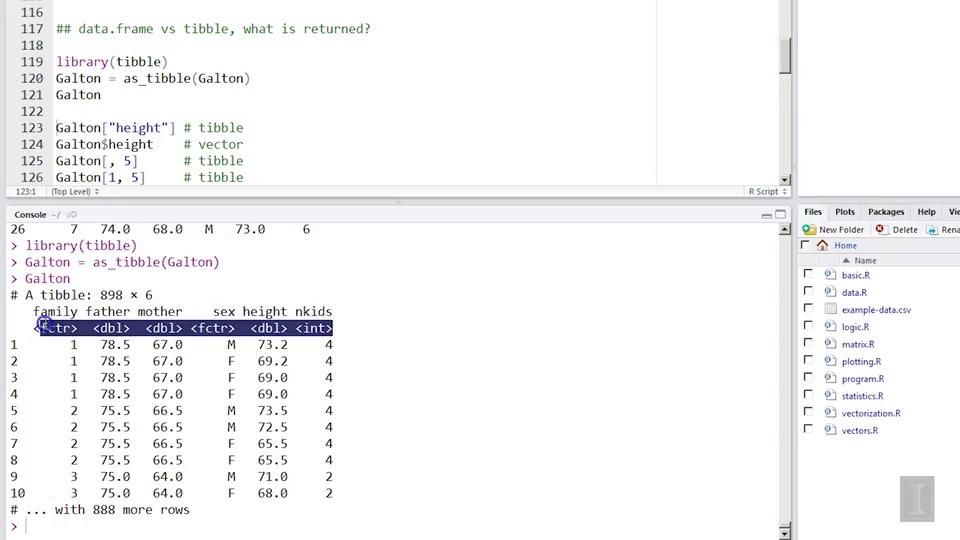 116
117 ## data.frame vs tibble, what is returned?
118
119 library(tibble)
120 Galton = as_tibble(Galton)
121 Galton
122
123 Galton["height"] # tibble
124 Galton$height # vector
125 Galton[, 5] # tibble
126 Galton[1, 5] # tibble
123:1 (Top Level) R Script
Console ~/
26 7 74.0 68.0 M 73.0 6
> library(tibble)
> Galton = as_tibble(Galton)
> Galton
# A tibble: 898 × 6
family father mother sex height nkids
<fctr> <dbl> <dbl> <fctr> <dbl> <int>
1 1 78.5 67.0 M 73.2 4
2 1 78.5 67.0 F 69.2 4
3 1 78.5 67.0 F 69.0 4
4 1 78.5 67.0 F 69.0 4
5 2 75.5 66.5 M 73.5 4
6 2 75.5 66.5 M 72.5 4
7 2 75.5 66.5 F 65.5 4
8 2 75.5 66.5 F 65.5 4
9 3 75.0 64.0 M 71.0 2
10 3 75.0 64.0 F 68.0 2
# ... with 888 more rows
>
Files Plots Packages Help Vie
New Folder Delete Rena
Home
Name
basic.R
data.R
example-data.csv
logic.R
matrix.R
plotting.R
program.R
statistics.R
vectorization.R
vectors.R
I